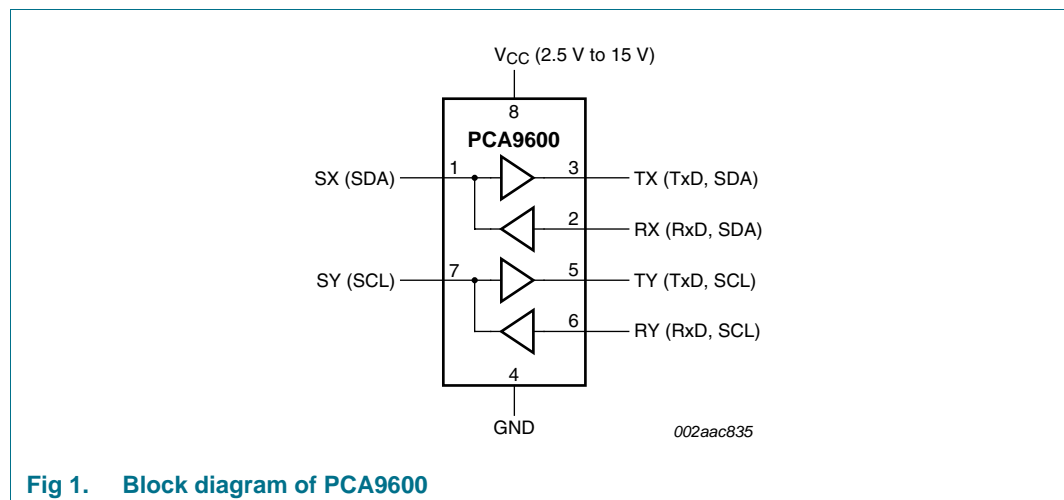 VCC (2.5 V to 15 V)
8
PCA9600
SX (SDA) 1 3 TX (TxD, SDA)
2 RX (RxD, SDA)
SY (SCL) 7 5 TY (TxD, SCL)
6 RY (RxD, SCL)
4
GND
002aac835
Fig 1. Block diagram of PCA9600